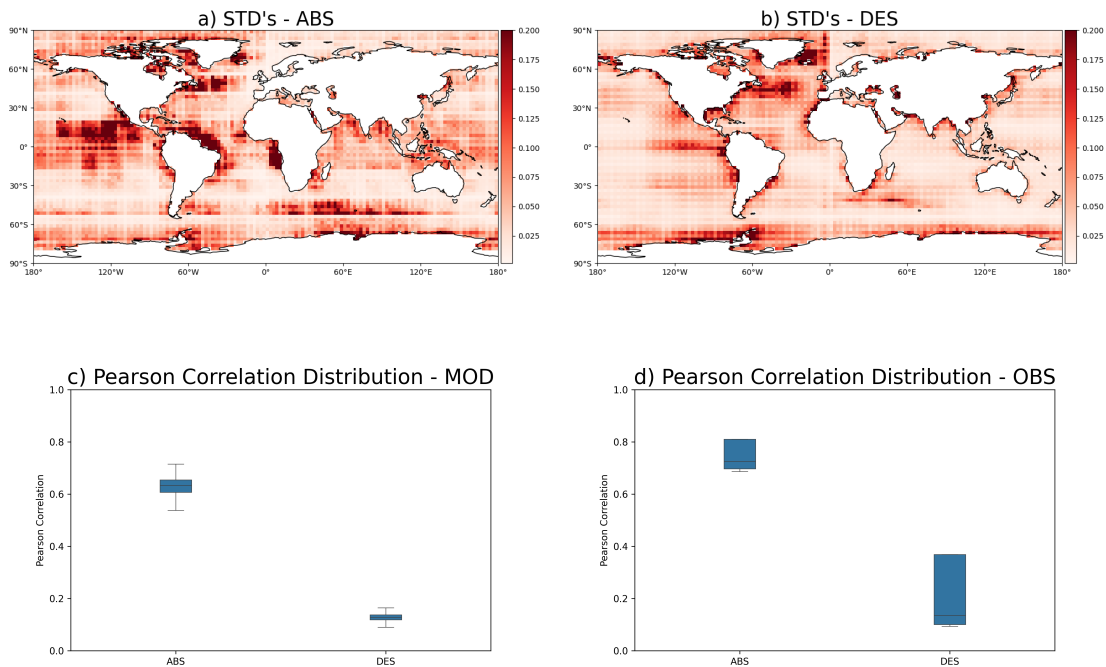 a) STD's - ABS
90°N
60°N
30°N
0°
30°S
60°S
90°S
180°
120°W
60°W
0°
60°E
120°E
180°
0.200
0.175
0.150
0.125
0.100
0.075
0.050
0.025
b) STD's - DES
90°N
60°N
30°N
0°
30°S
60°S
90°S
180°
120°W
60°W
0°
60°E
120°E
180°
0.200
0.175
0.150
0.125
0.100
0.075
0.050
0.025
c) Pearson Correlation Distribution - MOD
Pearson Correlation
1.0
0.8
0.6
0.4
0.2
0.0
ABS
DES
d) Pearson Correlation Distribution - OBS
Pearson Correlation
1.0
0.8
0.6
0.4
0.2
0.0
ABS
DES